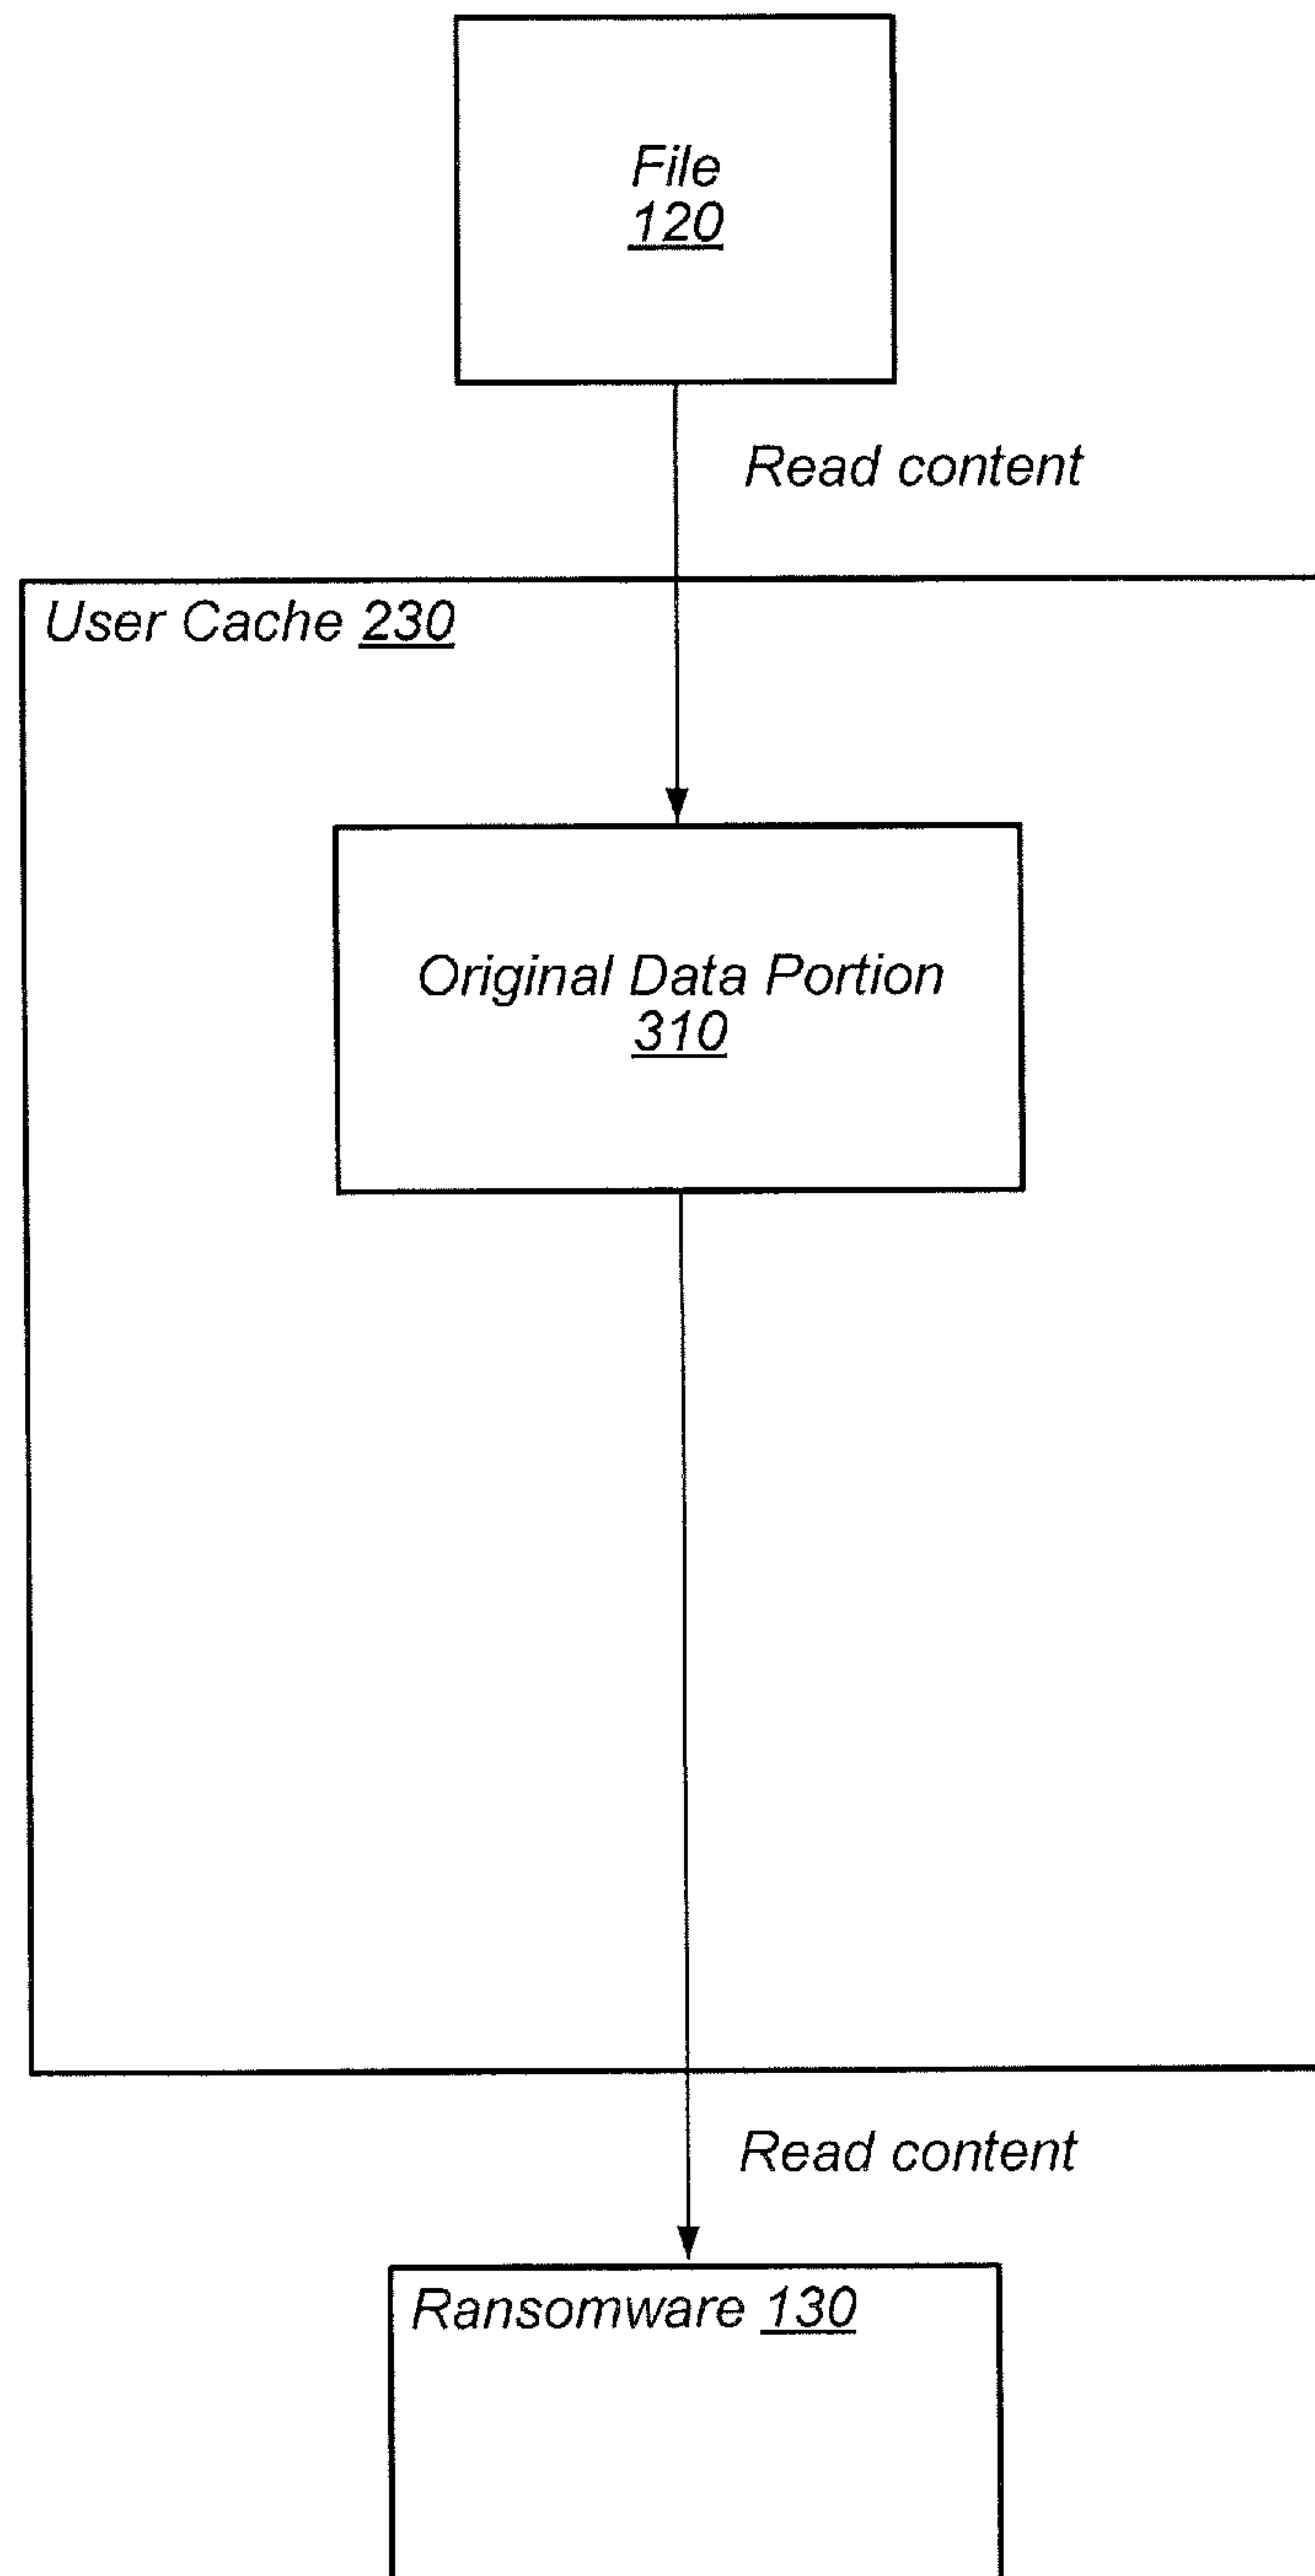 File
120
Read content
User Cache 230
Original Data Portion
310
Read content
Ransomware 130